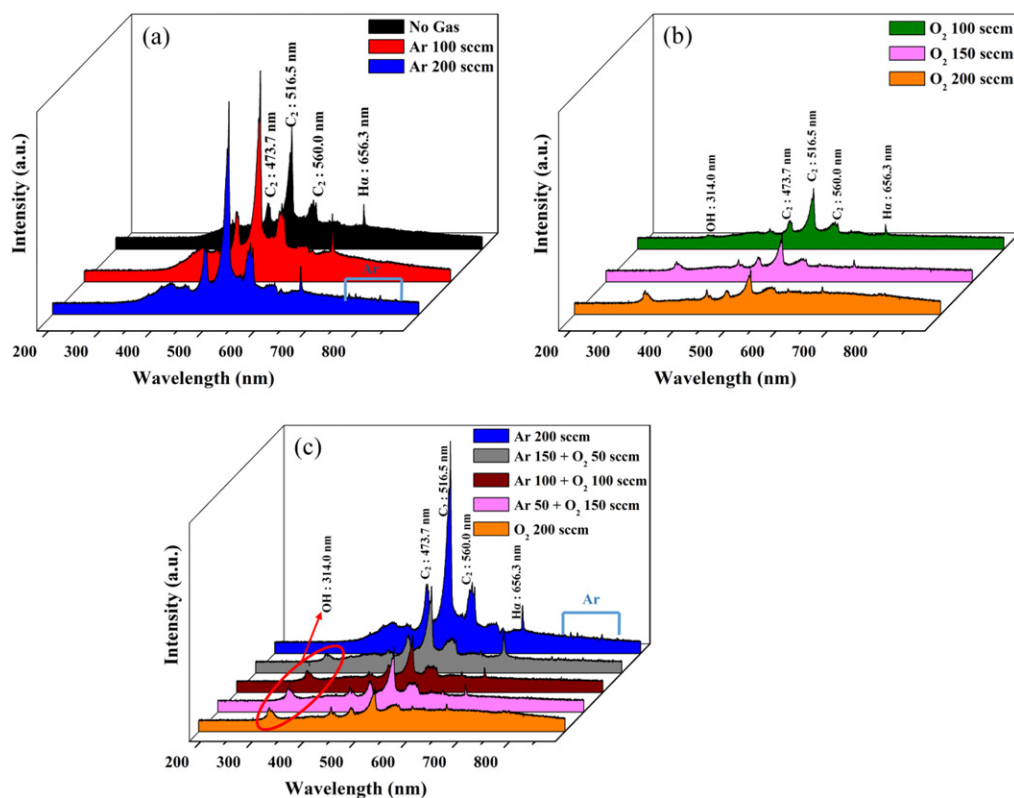 (a)
No Gas
Ar 100 sccm
Ar 200 sccm
C₂ : 473.7 nm
C₂ : 516.5 nm
C₂ : 560.0 nm
Hα : 656.3 nm
Ar
Intensity (a.u.)
200 300 400 500 600 700 800
Wavelength (nm)
(b)
O₂ 100 sccm
O₂ 150 sccm
O₂ 200 sccm
OH : 314.0 nm
C₂ : 473.7 nm
C₂ : 516.5 nm
C₂ : 560.0 nm
Hα : 656.3 nm
Intensity (a.u.)
200 300 400 500 600 700 800
Wavelength (nm)
(c)
Ar 200 sccm
Ar 150 + O₂ 50 sccm
Ar 100 + O₂ 100 sccm
Ar 50 + O₂ 150 sccm
O₂ 200 sccm
OH : 314.0 nm
C₂ : 473.7 nm
C₂ : 516.5 nm
C₂ : 560.0 nm
Hα : 656.3 nm
Ar
Intensity (a.u.)
200 300 400 500 600 700 800
Wavelength (nm)